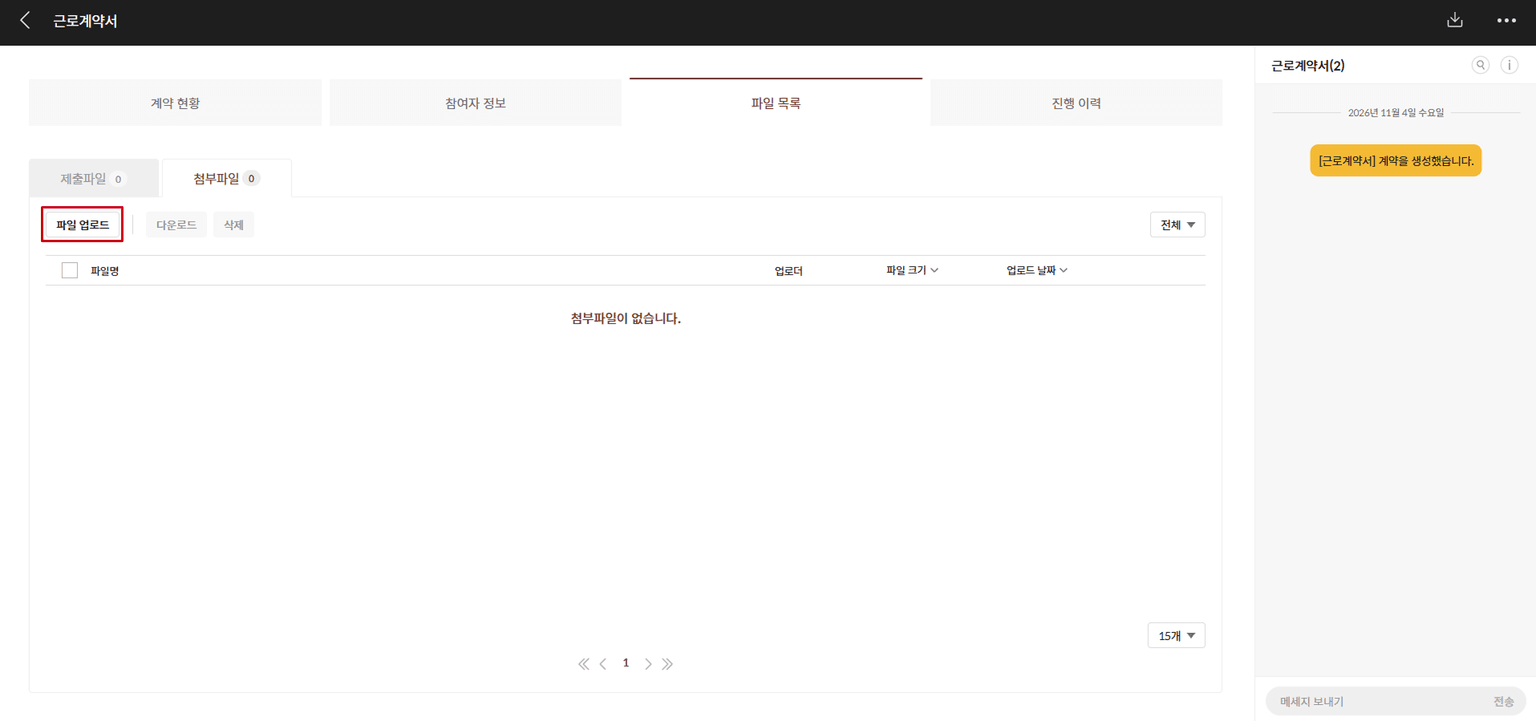 근로계약서
계약 현황
참여자 정보
파일 목록
진행 이력
제출파일 0
첨부파일 0
파일 업로드
다운로드
삭제
전체
파일명
업로더
파일 크기
업로드 날짜
첨부파일이 없습니다.
15개
1
근로계약서(2)
2026년 11월 4일 수요일
[근로계약서] 계약을 생성했습니다.
메세지 보내기
전송